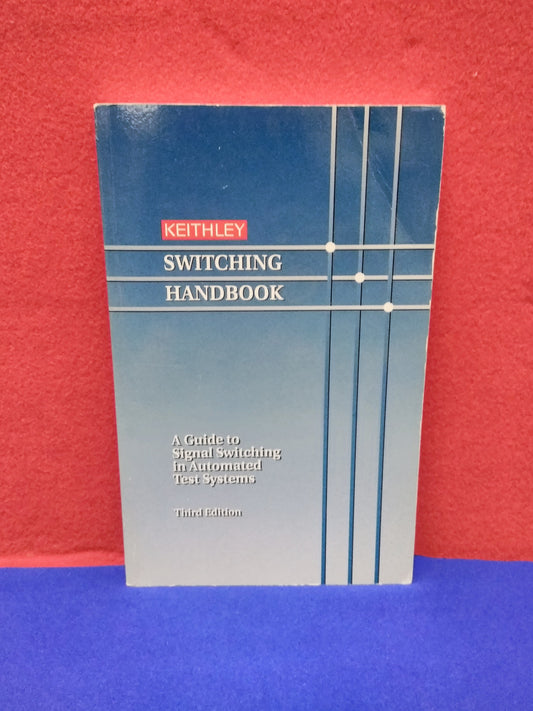 KEITHLEY
SWITCHING
HANDBOOK
A Guide to
Signal Switching
In Automated
Test Systems
Third Edition